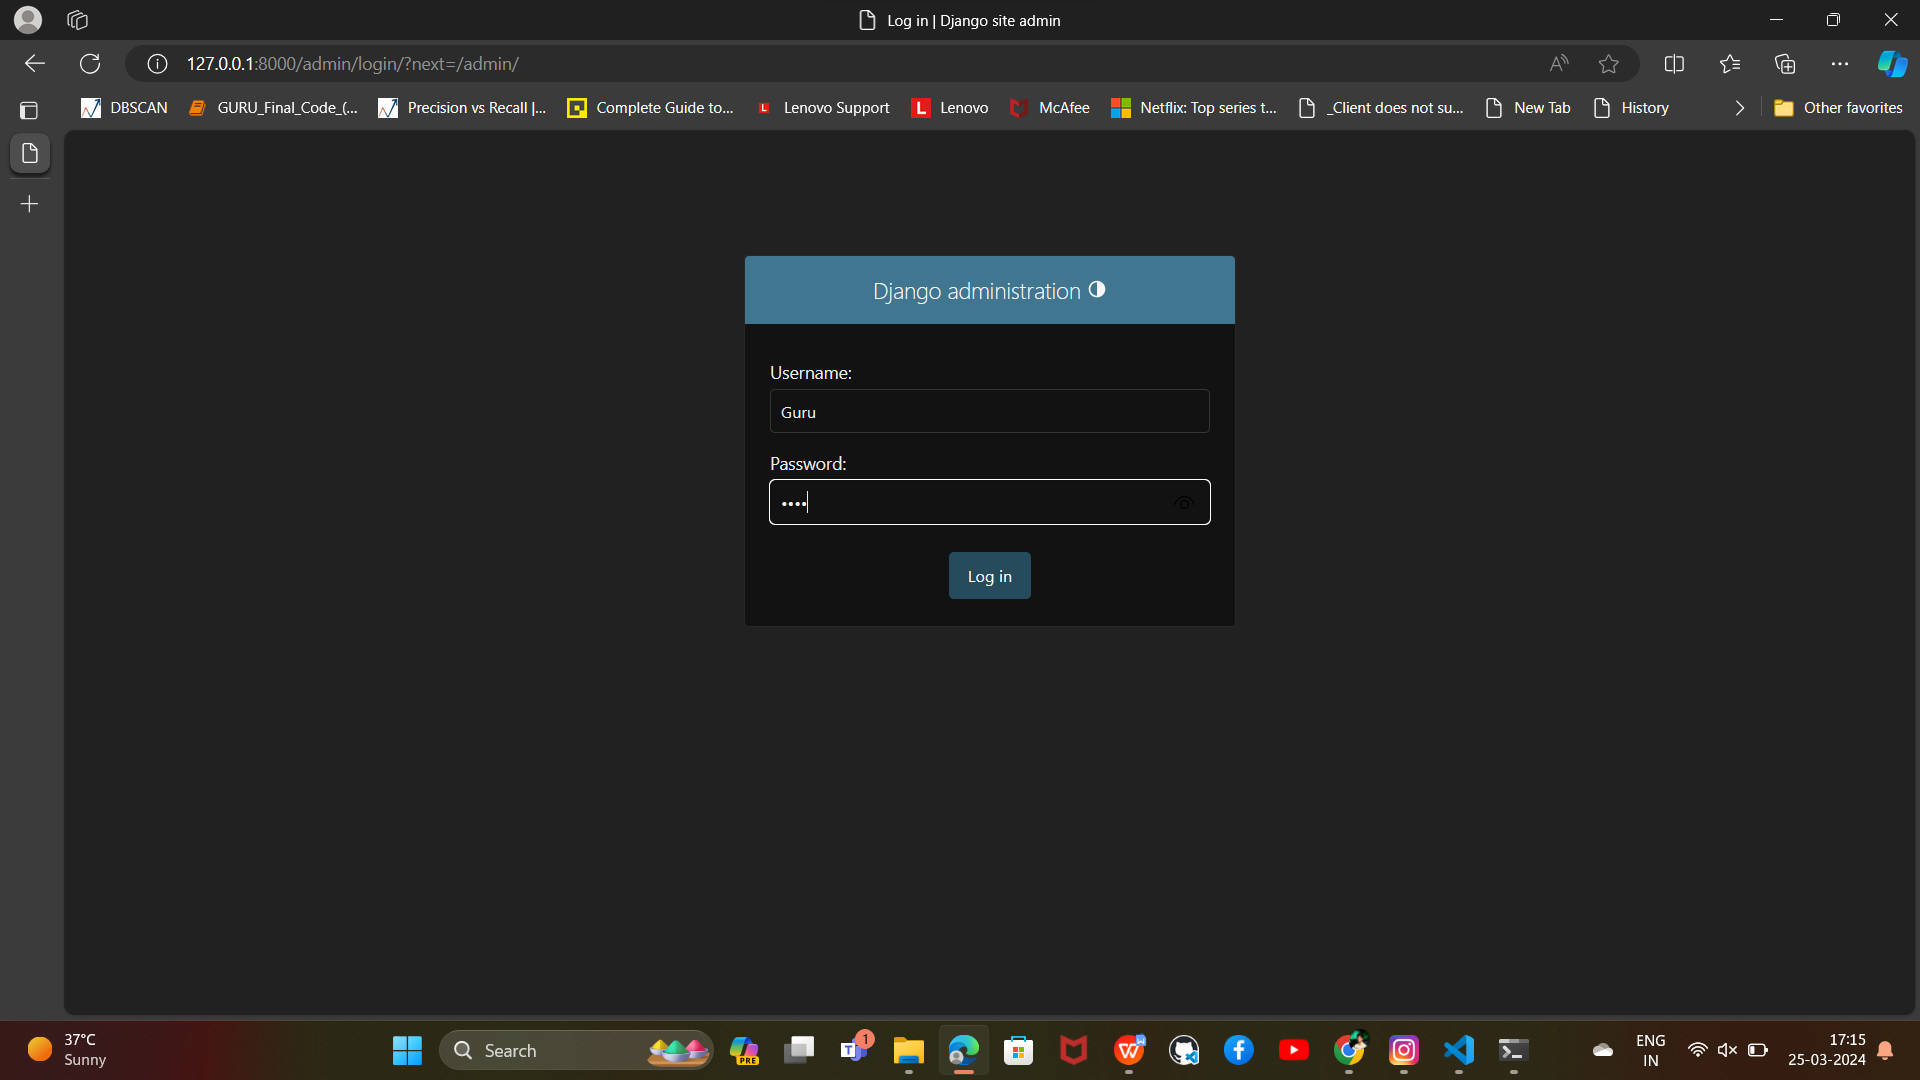 Log in | Django site admin
127.0.0.1:8000/admin/login/?next=/admin/
DBSCAN
GURU_Final_Code_(...
Precision vs Recall |...
Complete Guide to...
L
Lenovo Support
L
Lenovo
McAfee
Netflix: Top series t...
_Client does not su...
New Tab
History
Other favorites
Django administration
Username:
Guru
Password:
Log in
37°C
Sunny
Search
PRE
T
1
W
ENG
IN
17:15
25-03-2024